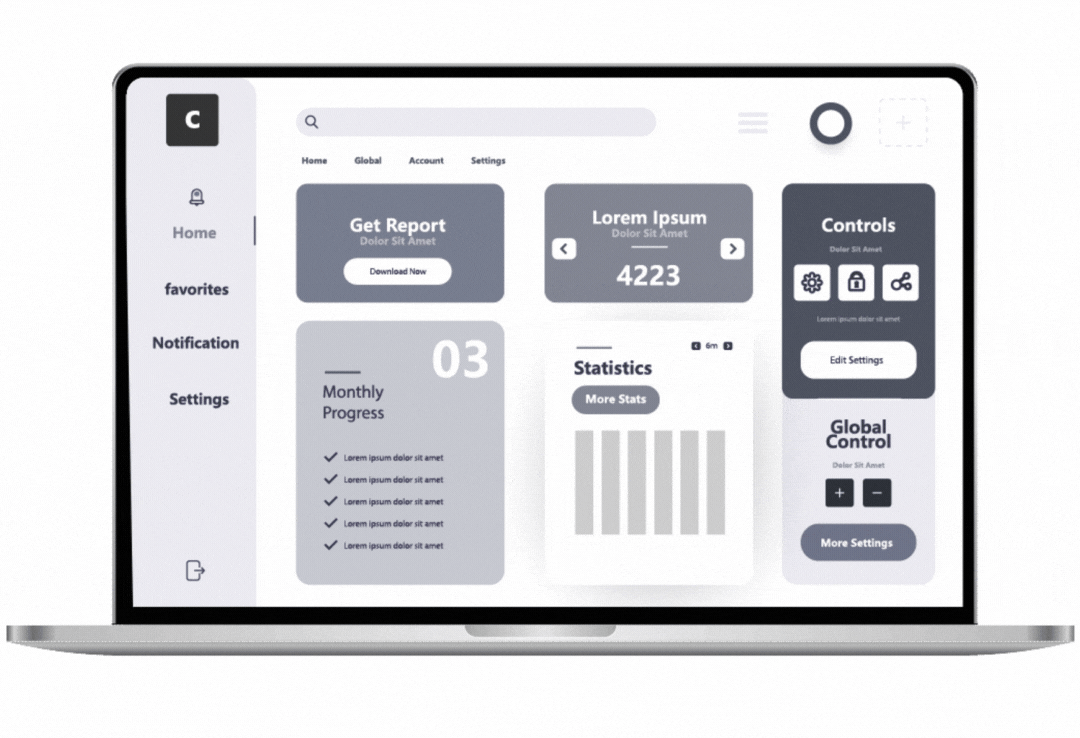 C
Home
favorites
Notification
Settings
Home Global Account Settings
Get Report
Dolor Sit Amet
Download Now
Lorem Ipsum
Dolor Sit Amet
4223
03
Monthly
Progress
Lorem ipsum dolor sit amet
Lorem ipsum dolor sit amet
Lorem ipsum dolor sit amet
Lorem ipsum dolor sit amet
Lorem ipsum dolor sit amet
6m
Statistics
More Stats
Controls
Dolor Sit Amet
Lorem ipsum dolor sit amet
Edit Settings
Global
Control
Dolor Sit Amet
+ −
More Settings